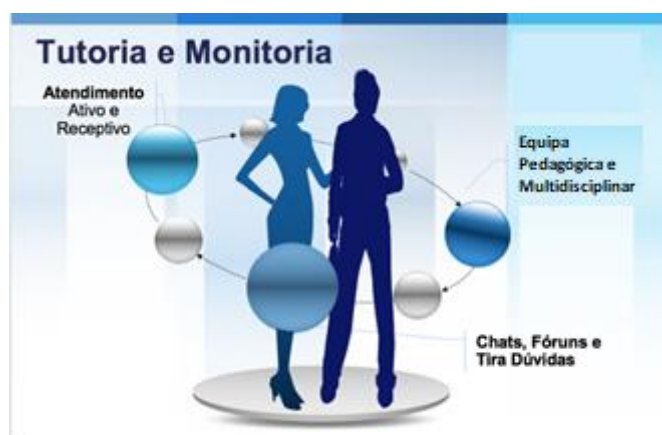 Tutoria e Monitoria
Atendimento
Ativo e
Receptivo
Equipa
Pedagógica e
Multidisciplinar
Chats, Fóruns e
Tira Dúvidas